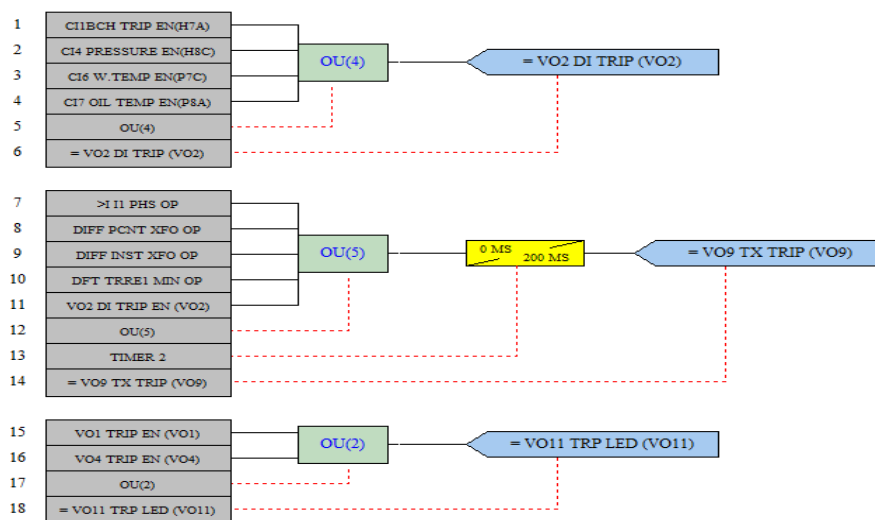 1 CI1BCH TRIP EN(H7A)
2 CI4 PRESSURE EN(H8C)
3 CI6 W.TEMP EN(P7C)
4 CI7 OIL TEMP EN(P8A)
5 OU(4)
6 = VO2 DI TRIP (VO2)
OU(4)
= VO2 DI TRIP (VO2)
7 >I I1 PHS OP
8 DIFF PCNT XFO OP
9 DIFF INST XFO OP
10 DFT TRRE1 MIN OP
11 VO2 DI TRIP EN (VO2)
12 OU(5)
13 TIMER 2
14 = VO9 TX TRIP (VO9)
OU(5)
0 MS
200 MS
= VO9 TX TRIP (VO9)
15 VO1 TRIP EN (VO1)
16 VO4 TRIP EN (VO4)
17 OU(2)
18 = VO11 TRP LED (VO11)
OU(2)
= VO11 TRP LED (VO11)